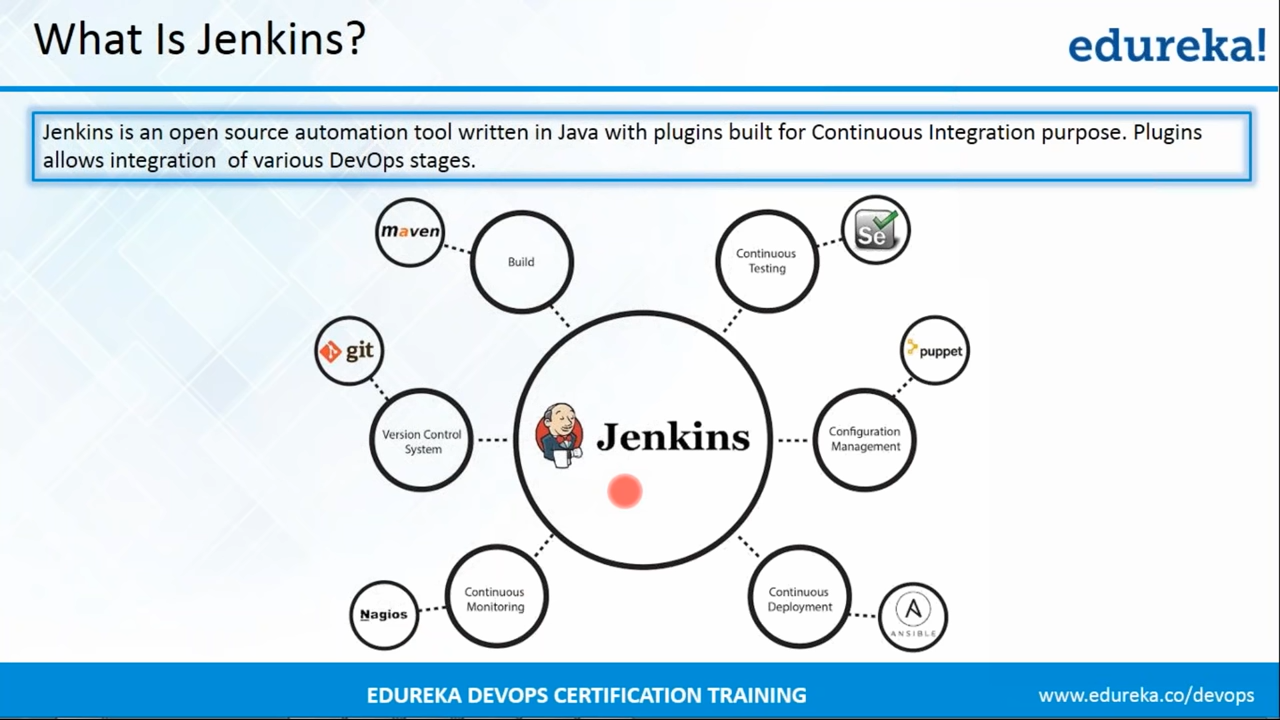 What Is Jenkins?
edureka!
Jenkins is an open source automation tool written in Java with plugins built for Continuous Integration purpose. Plugins
allows integration of various DevOps stages.
maven
Build
Continuous
Testing
Se
git
puppet
Version Control
System
Jenkins
Configuration
Management
Nagios
Continuous
Monitoring
Continuous
Deployment
A
ANSIBLE
EDUREKA DEVOPS CERTIFICATION TRAINING
www.edureka.co/devops